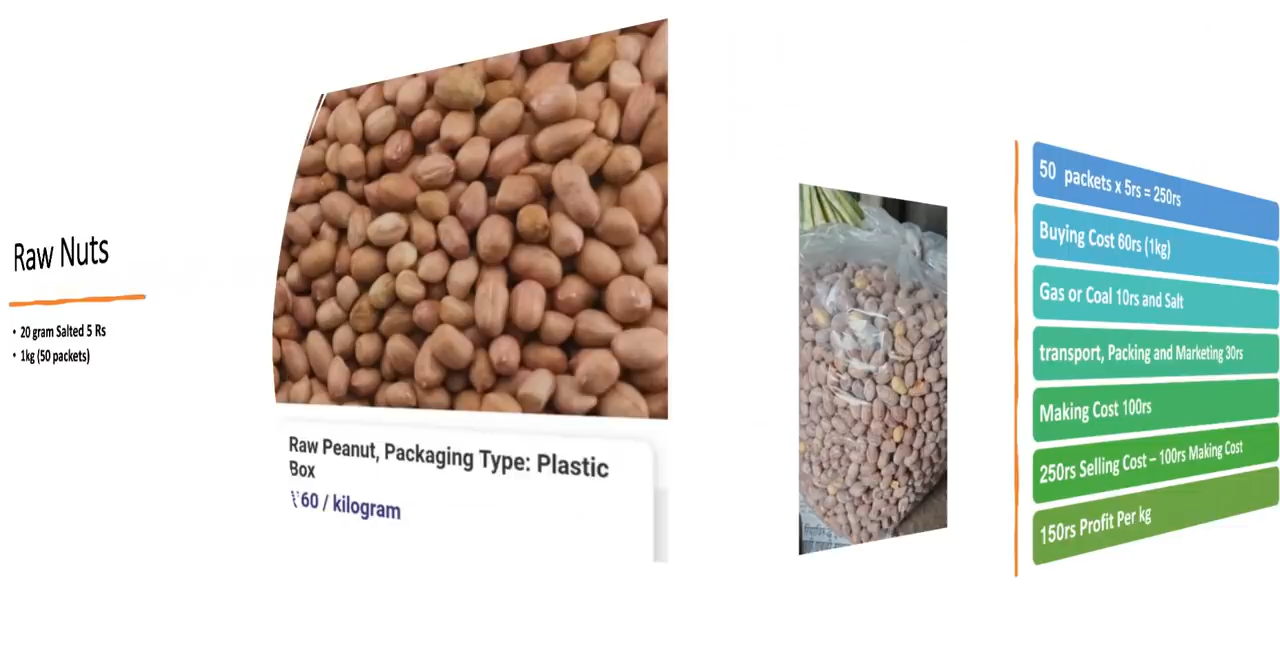 Raw Nuts
• 20 gram Salted 5 Rs
• 1kg (50 packets)
Raw Peanut, Packaging Type: Plastic
Box
60 / kilogram
50 packets x 5rs = 250rs
Buying Cost 60rs (1kg)
Gas or Coal 10rs and Salt
transport, Packing and Marketing 30rs
Making Cost 100rs
250rs Selling Cost – 100rs Making Cost
150rs Profit Per kg